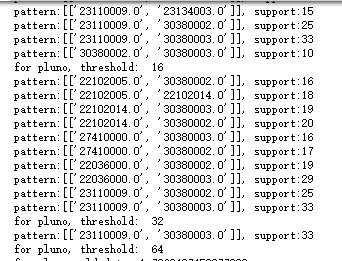 pattern:[['23110009.0', '23134003.0']], support:15
pattern:[['23110009.0', '30380002.0']], support:25
pattern:[['23110009.0', '30380003.0']], support:33
pattern:[['30380002.0', '30380003.0']], support:10
for pluno, threshold:  16
pattern:[['22102005.0', '30380002.0']], support:16
pattern:[['22102005.0', '22102014.0']], support:18
pattern:[['22102014.0', '30380003.0']], support:19
pattern:[['22102014.0', '30380002.0']], support:20
pattern:[['27410000.0', '30380003.0']], support:16
pattern:[['27410000.0', '30380002.0']], support:17
pattern:[['22036000.0', '30380002.0']], support:19
pattern:[['22036000.0', '30380003.0']], support:29
pattern:[['23110009.0', '30380002.0']], support:25
pattern:[['23110009.0', '30380003.0']], support:33
for pluno, threshold:  32
pattern:[['23110009.0', '30380003.0']], support:33
for pluno, threshold:  64